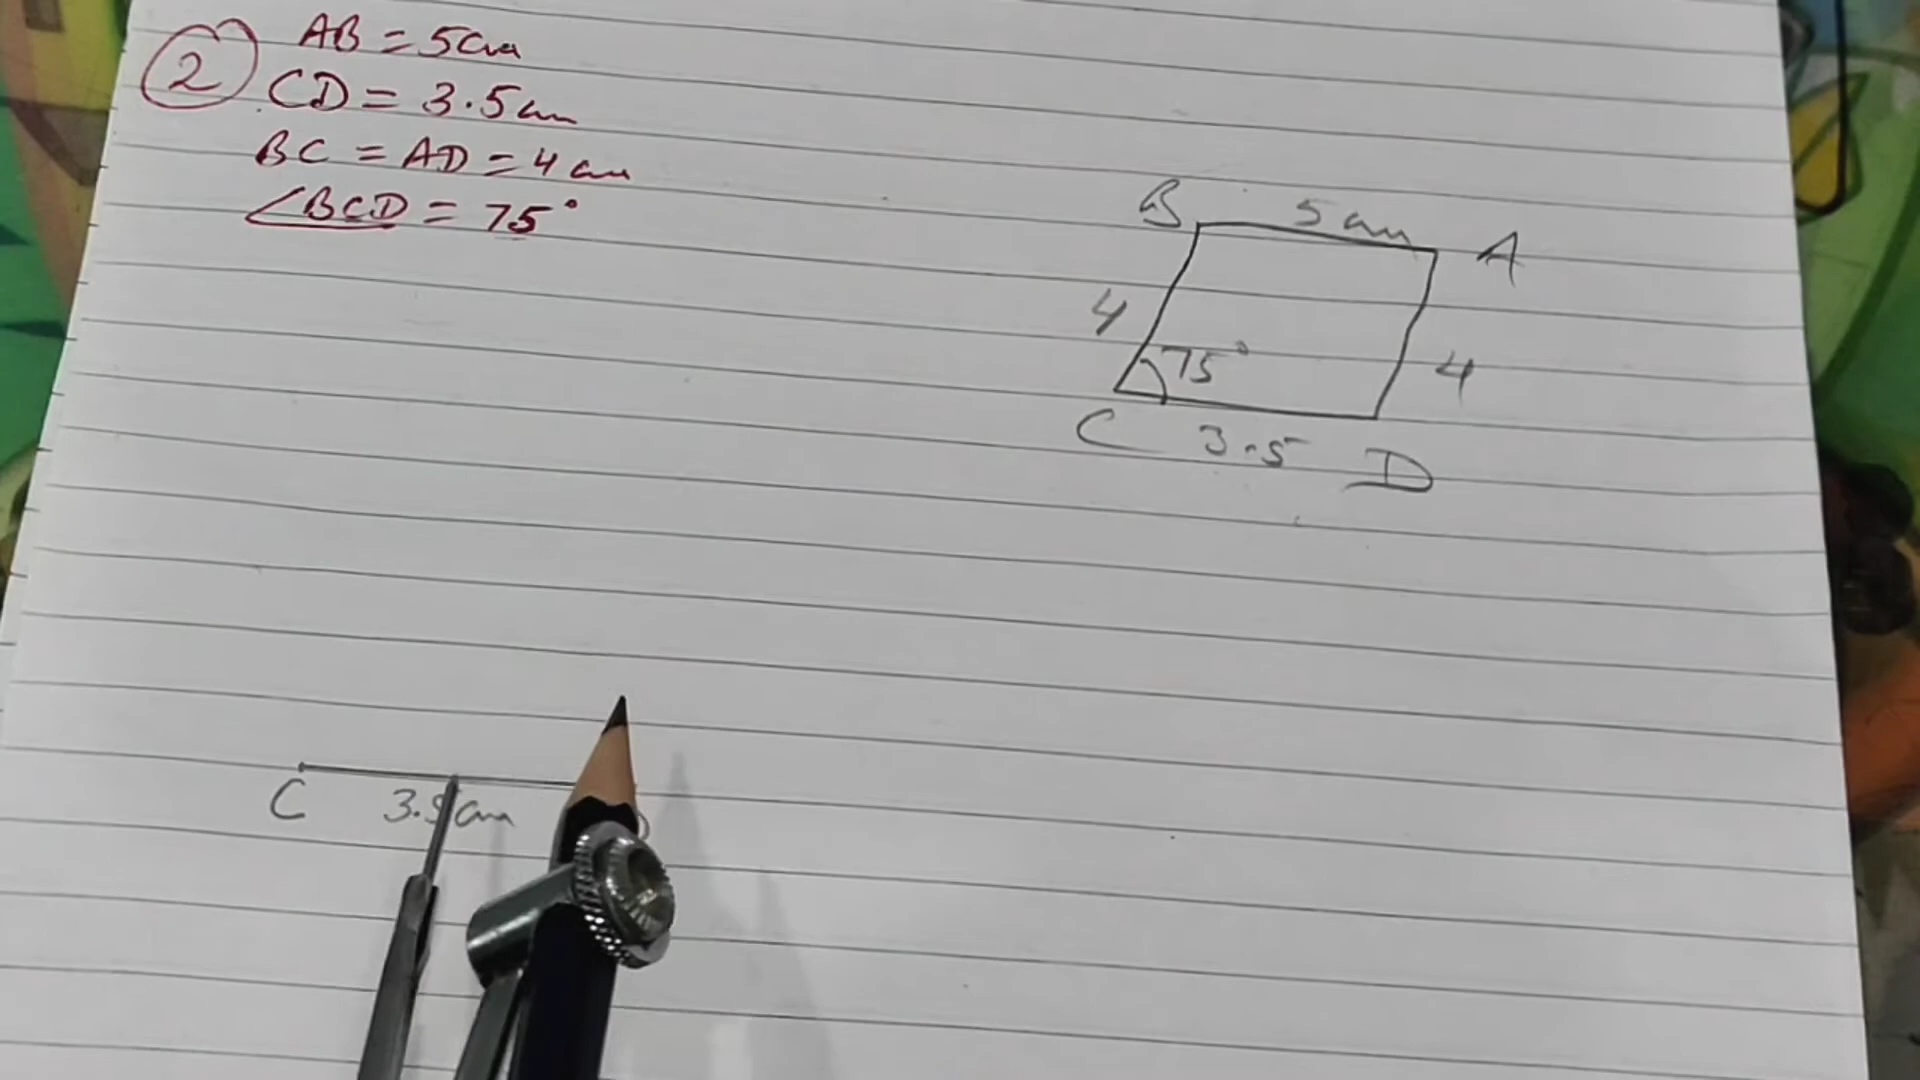 2 AB = 5cm
CD = 3.5cm
BC = AD = 4cm
∠BCD = 75°
B 5cm A
4
75°
4
C 3.5 D
C 3.5cm D